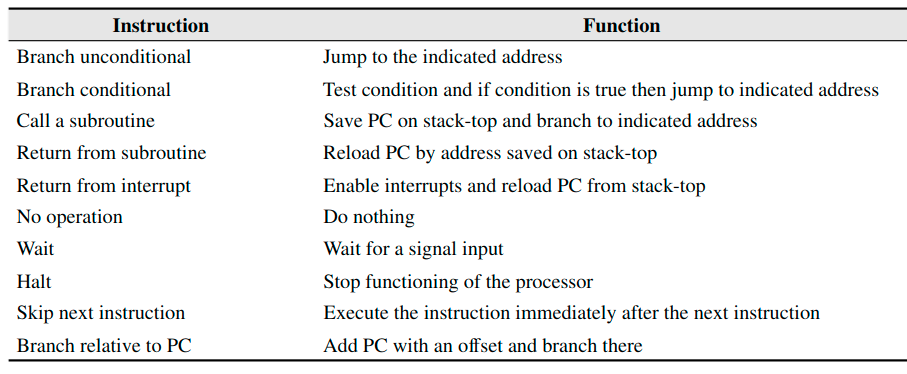 Instruction Function
Branch unconditional Jump to the indicated address
Branch conditional Test condition and if condition is true then jump to indicated address
Call a subroutine Save PC on stack-top and branch to indicated address
Return from subroutine Reload PC by address saved on stack-top
Return from interrupt Enable interrupts and reload PC from stack-top
No operation Do nothing
Wait Wait for a signal input
Halt Stop functioning of the processor
Skip next instruction Execute the instruction immediately after the next instruction
Branch relative to PC Add PC with an offset and branch there